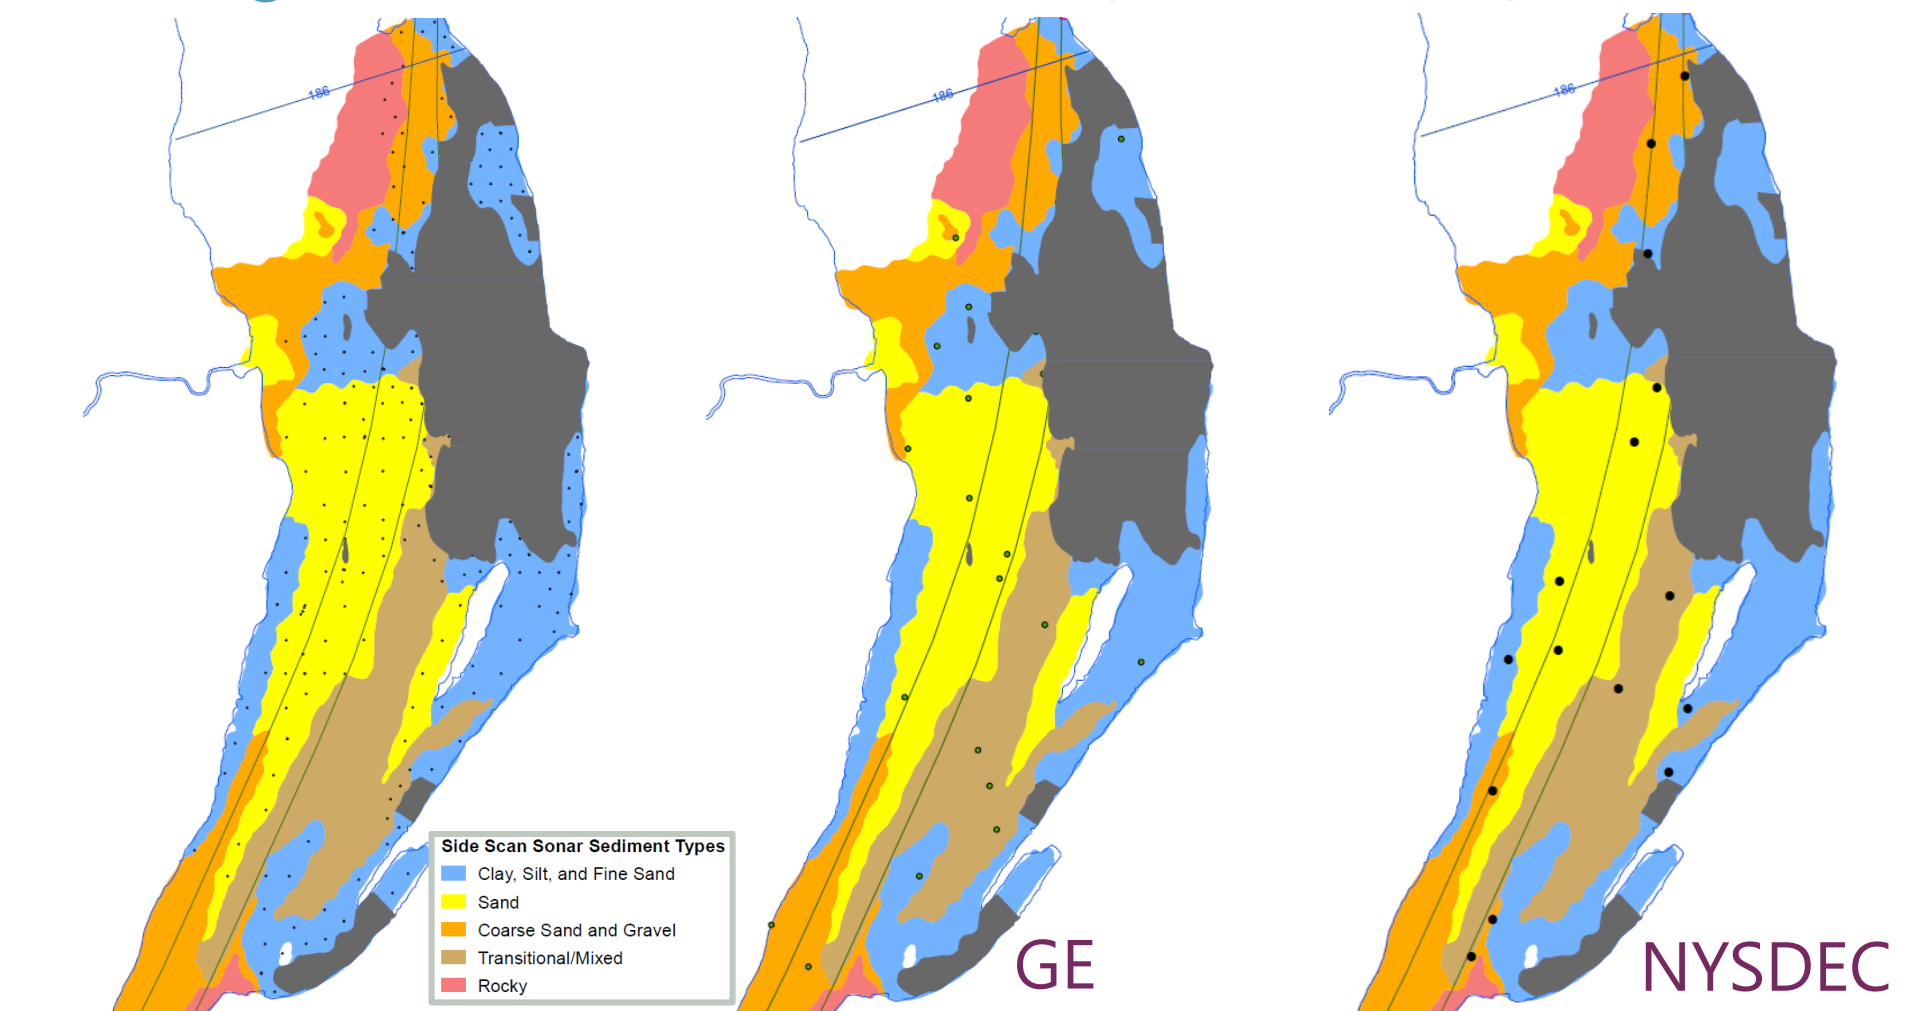 186
186
186
Side Scan Sonar Sediment Types
Clay, Silt, and Fine Sand
Sand
Coarse Sand and Gravel
Transitional/Mixed
Rocky
GE
NYSDEC